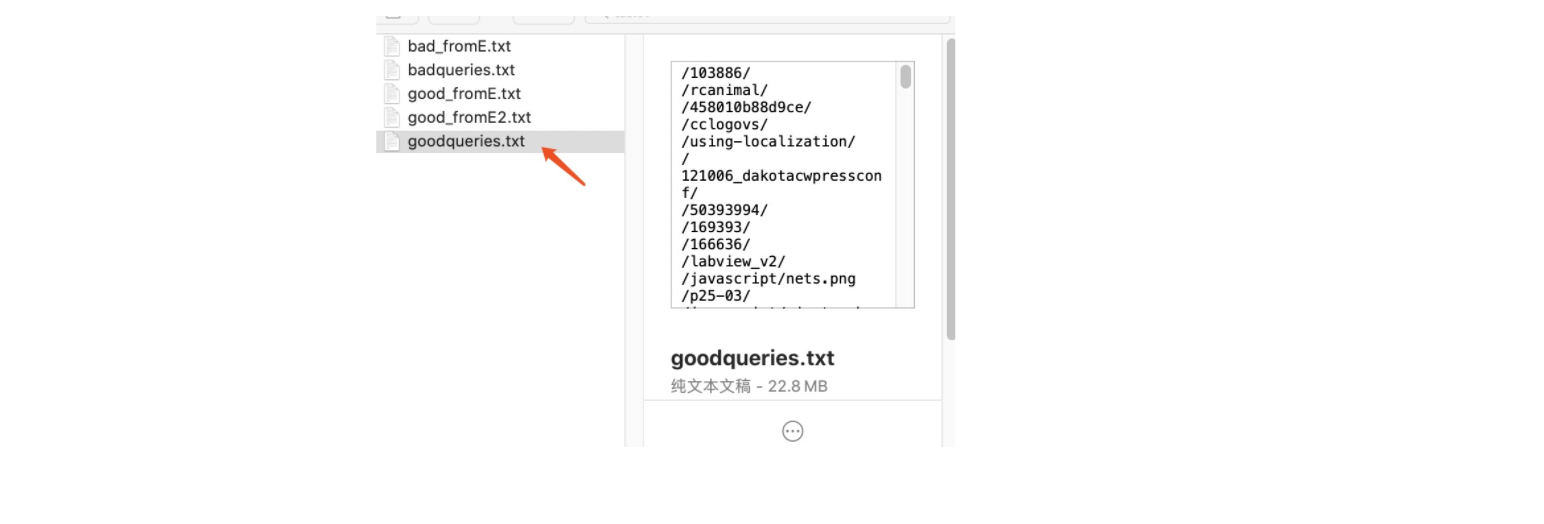 bad_fromE.txt
badqueries.txt
good_fromE.txt
good_fromE2.txt
goodqueries.txt
/103886/
/rcanimal/
/458010b88d9ce/
/cclogovs/
/using-localization/
/
121006_dakotacwpresscon
f/
/50393994/
/169393/
/166636/
/labview_v2/
/javascript/nets.png
/p25-03/
goodqueries.txt
纯文本文稿 - 22.8 MB